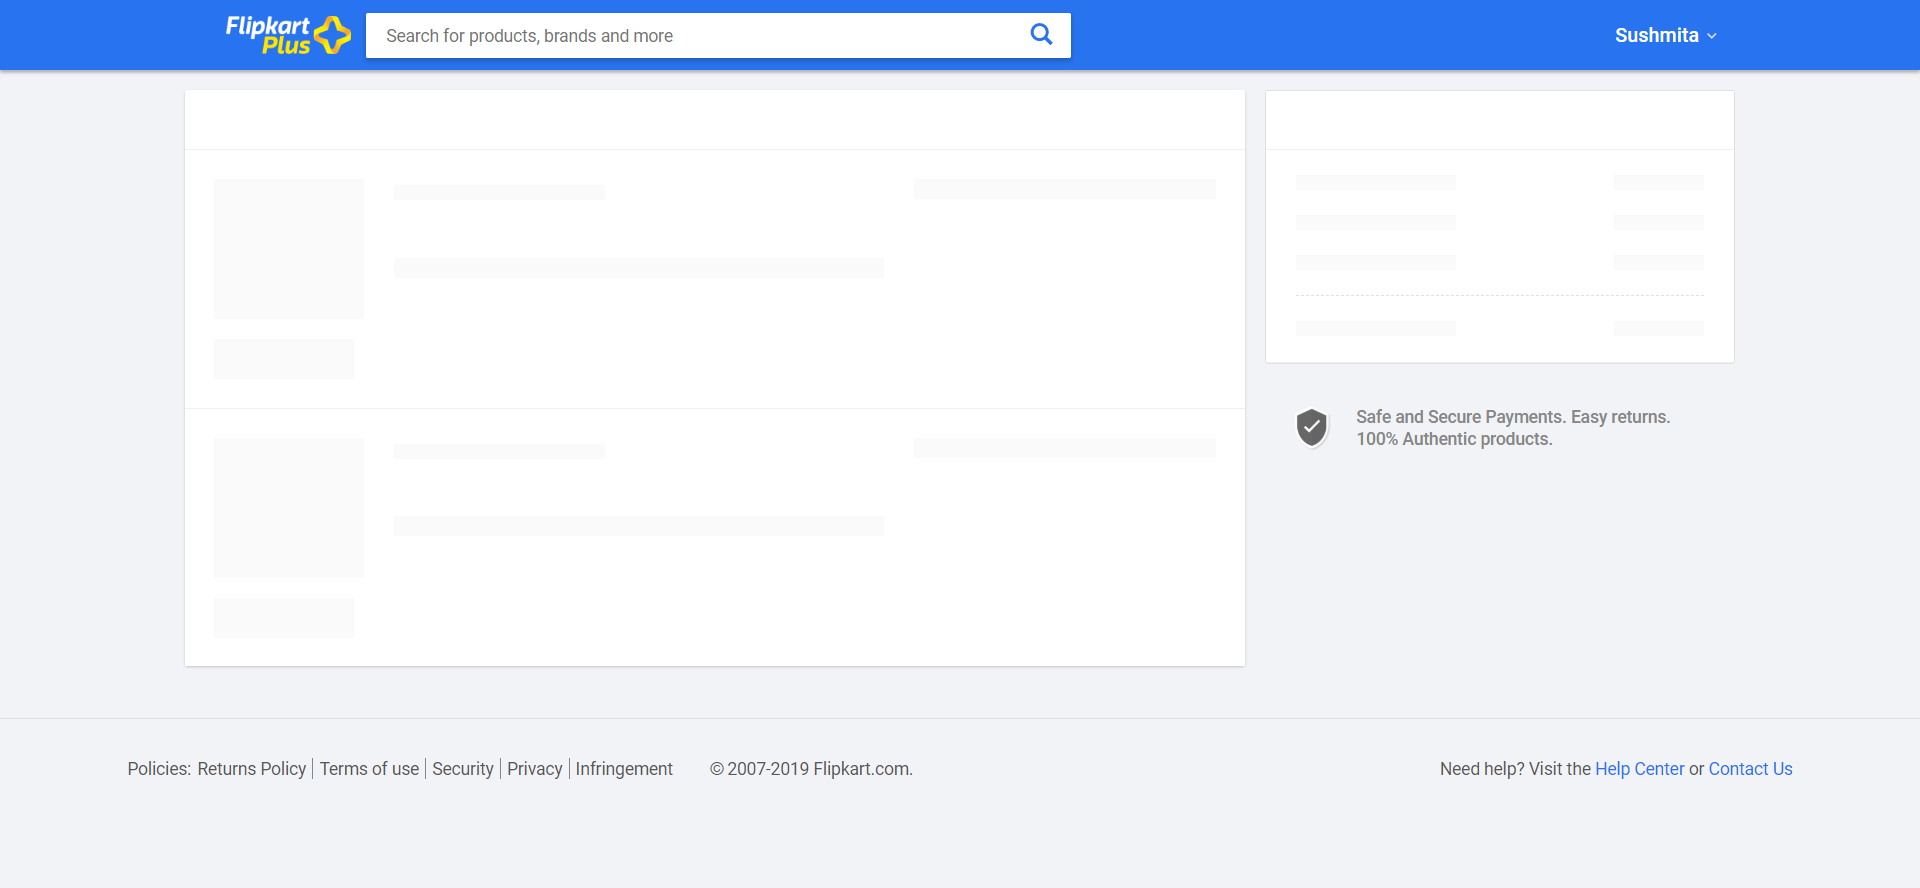 Flipkart
Plus
Search for products, brands and more
Sushmita
Safe and Secure Payments. Easy returns.
100% Authentic products.
Policies: Returns Policy Terms of use Security Privacy Infringement © 2007-2019 Flipkart.com.
Need help? Visit the Help Center or Contact Us